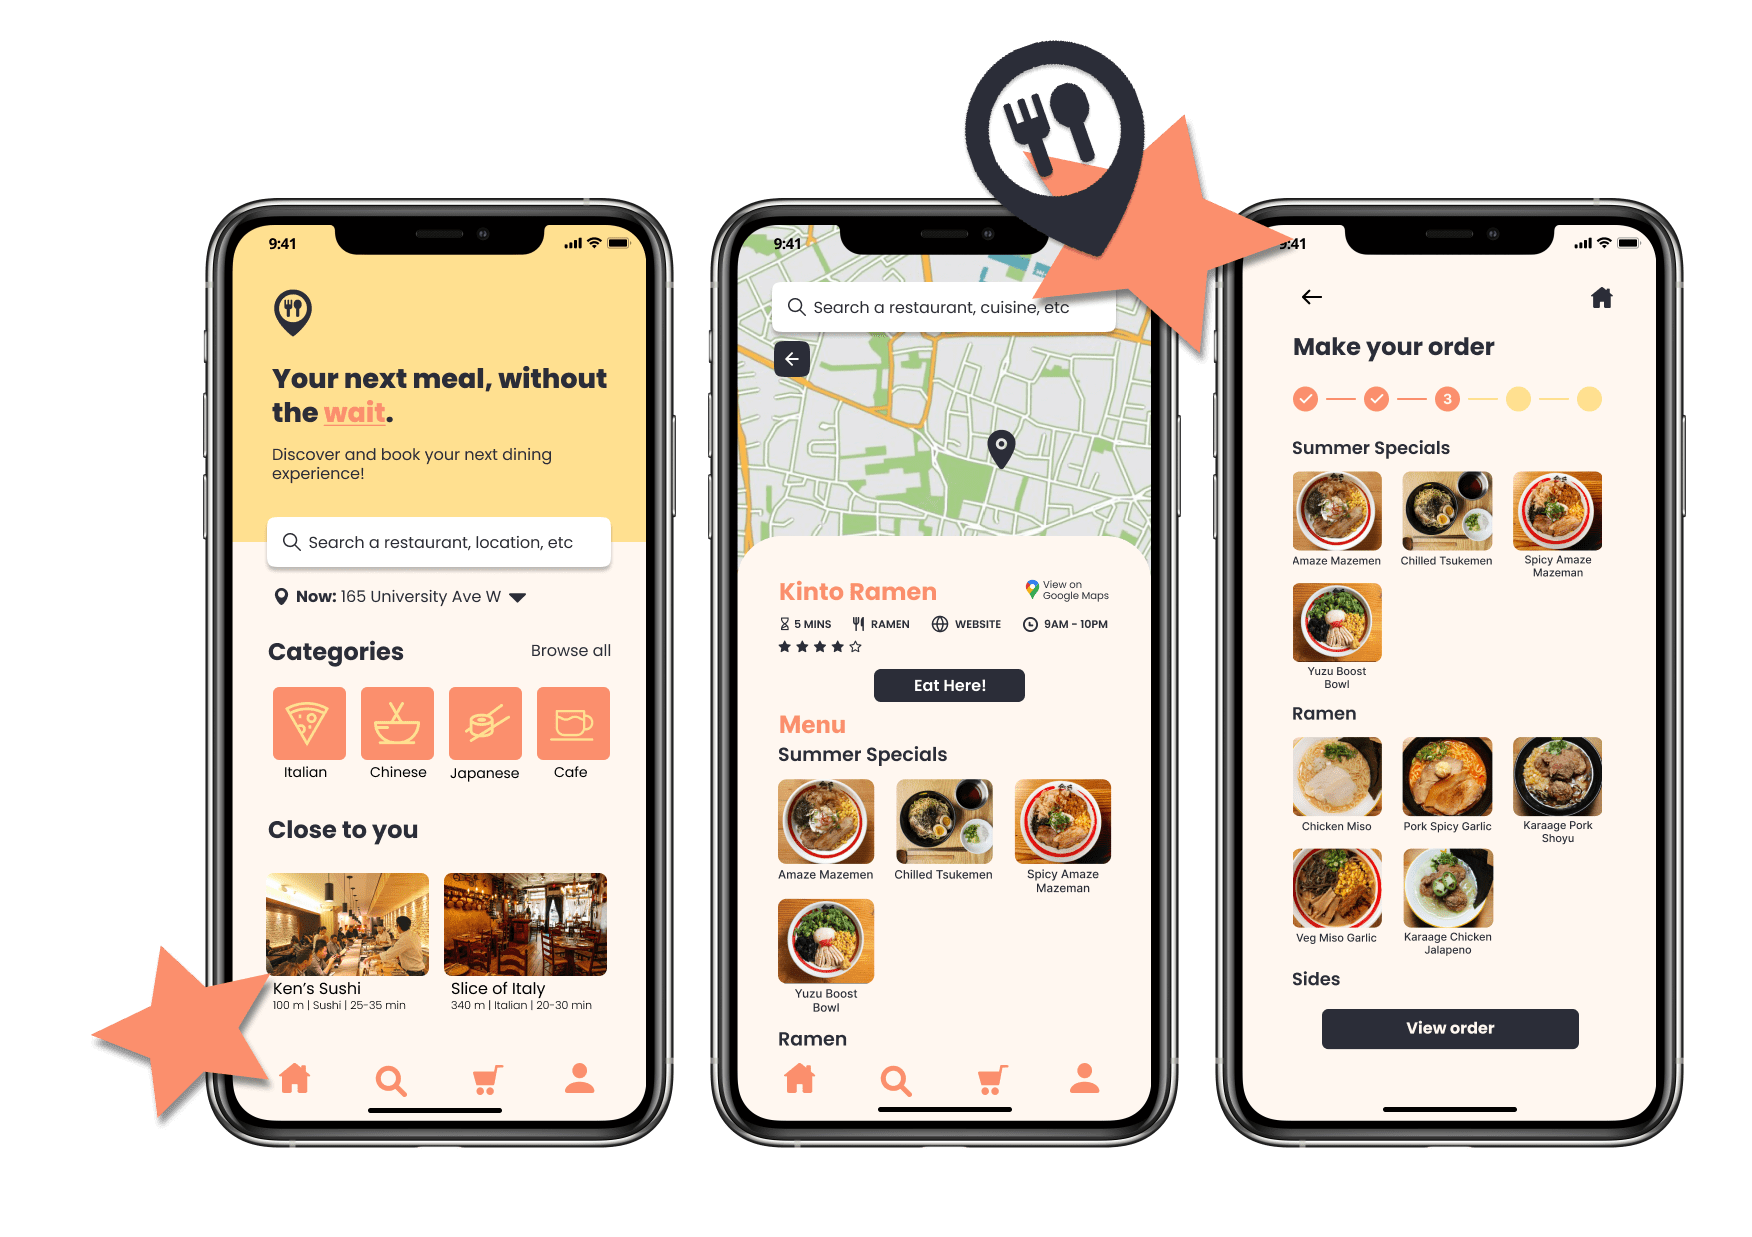 9:41
Your next meal, without
the wait.
Discover and book your next dining
experience!
Search a restaurant, location, etc
Now: 165 University Ave W
Categories
Browse all
Italian
Chinese
Japanese
Cafe
Close to you
Ken's Sushi
100 m | Sushi | 25-35 min
Slice of Italy
340 m | Italian | 20-30 min
9:41
Search a restaurant, cuisine, etc
Kinto Ramen
View on
Google Maps
5 MINS
RAMEN
WEBSITE
9AM - 10PM
Eat Here!
Menu
Summer Specials
Amaze Mazemen
Chilled Tsukemen
Spicy Amaze
Mazeman
Yuzu Boost
Bowl
Ramen
9:41
Make your order
3
Summer Specials
Amaze Mazemen
Chilled Tsukemen
Spicy Amaze
Mazeman
Yuzu Boost
Bowl
Ramen
Chicken Miso
Pork Spicy Garlic
Karaage Pork
Shoyu
Veg Miso Garlic
Karaage Chicken
Jalapeno
Sides
View order